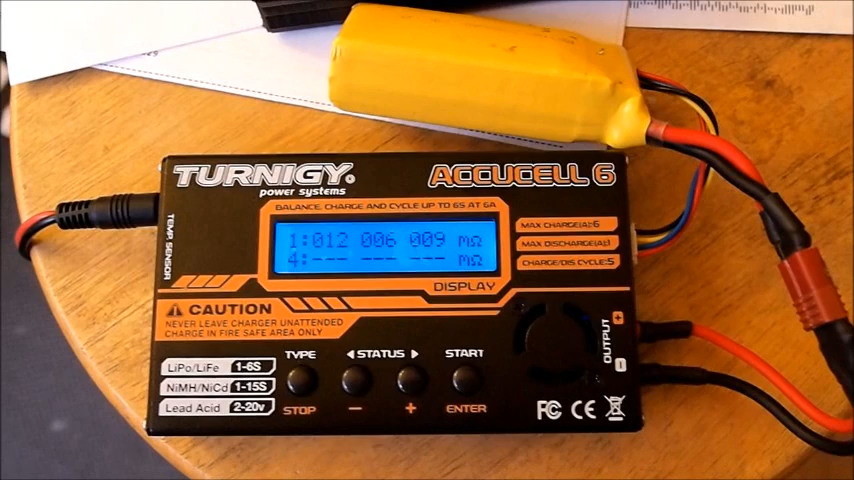 TURNIGY
power systems
ACCUCELL 6
BALANCE, CHARGE AND CYCLE UP TO 6S AT 6A
1:012 006 009 mΩ
4:--- --- --- mΩ
DISPLAY
MAX CHARGE(A):6
MAX DISCHARGE(A):1
CHARGE/DIS CYCLE:5
TEMP. SENSOR
CAUTION
NEVER LEAVE CHARGER UNATTENDED
CHARGE IN FIRE SAFE AREA ONLY
LiPo/LiFe 1-6S
NiMH/NiCd 1-15S
Lead Acid 2-20v
TYPE
STATUS
START
STOP
-
+
ENTER
OUTPUT
FC CE